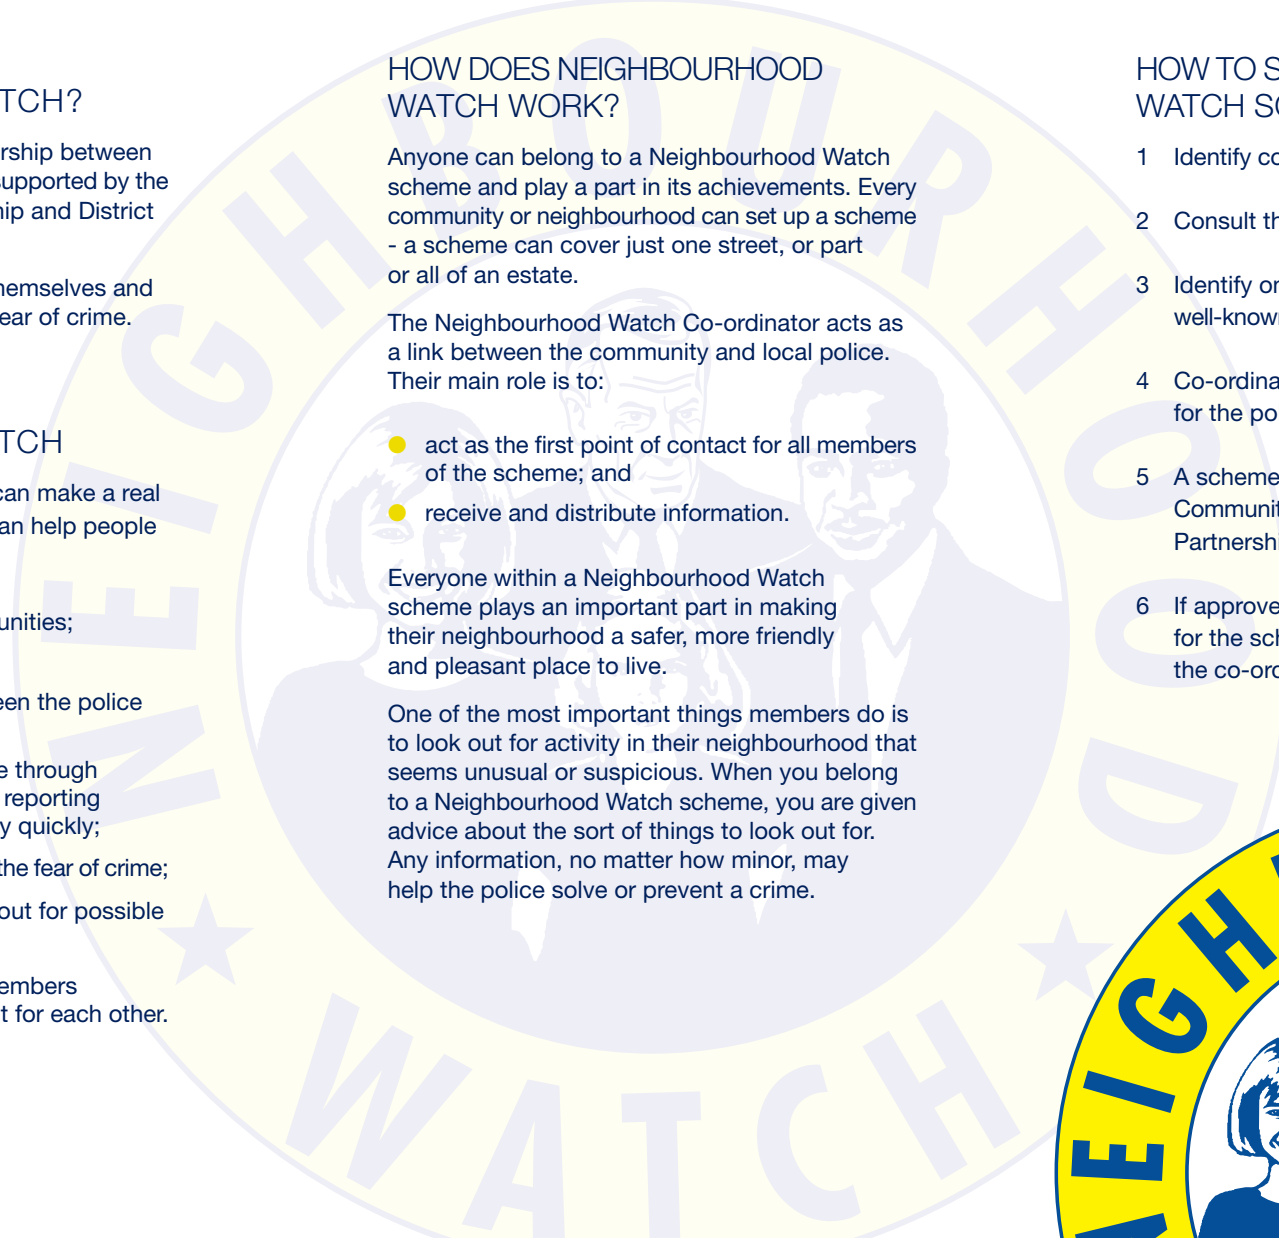 TCH?
rship between
supported by the
hip and District
hemselves and
ear of crime.
TCH
can make a real
an help people
unities;
een the police
e through
reporting
y quickly;
the fear of crime;
out for possible
embers
t for each other.
HOW DOES NEIGHBOURHOOD
WATCH WORK?
Anyone can belong to a Neighbourhood Watch
scheme and play a part in its achievements. Every
community or neighbourhood can set up a scheme
- a scheme can cover just one street, or part
or all of an estate.
The Neighbourhood Watch Co-ordinator acts as
a link between the community and local police.
Their main role is to:
● act as the first point of contact for all members
of the scheme; and
● receive and distribute information.
Everyone within a Neighbourhood Watch
scheme plays an important part in making
their neighbourhood a safer, more friendly
and pleasant place to live.
One of the most important things members do is
to look out for activity in their neighbourhood that
seems unusual or suspicious. When you belong
to a Neighbourhood Watch scheme, you are given
advice about the sort of things to look out for.
Any information, no matter how minor, may
help the police solve or prevent a crime.
HOW TO S
WATCH SC
1 Identify co
2 Consult th
3 Identify or
well-known
4 Co-ordina
for the po
5 A scheme
Communit
Partnershi
6 If approve
for the sch
the co-ord
NEIGHBOURHOOD
WATCH
NEIGH